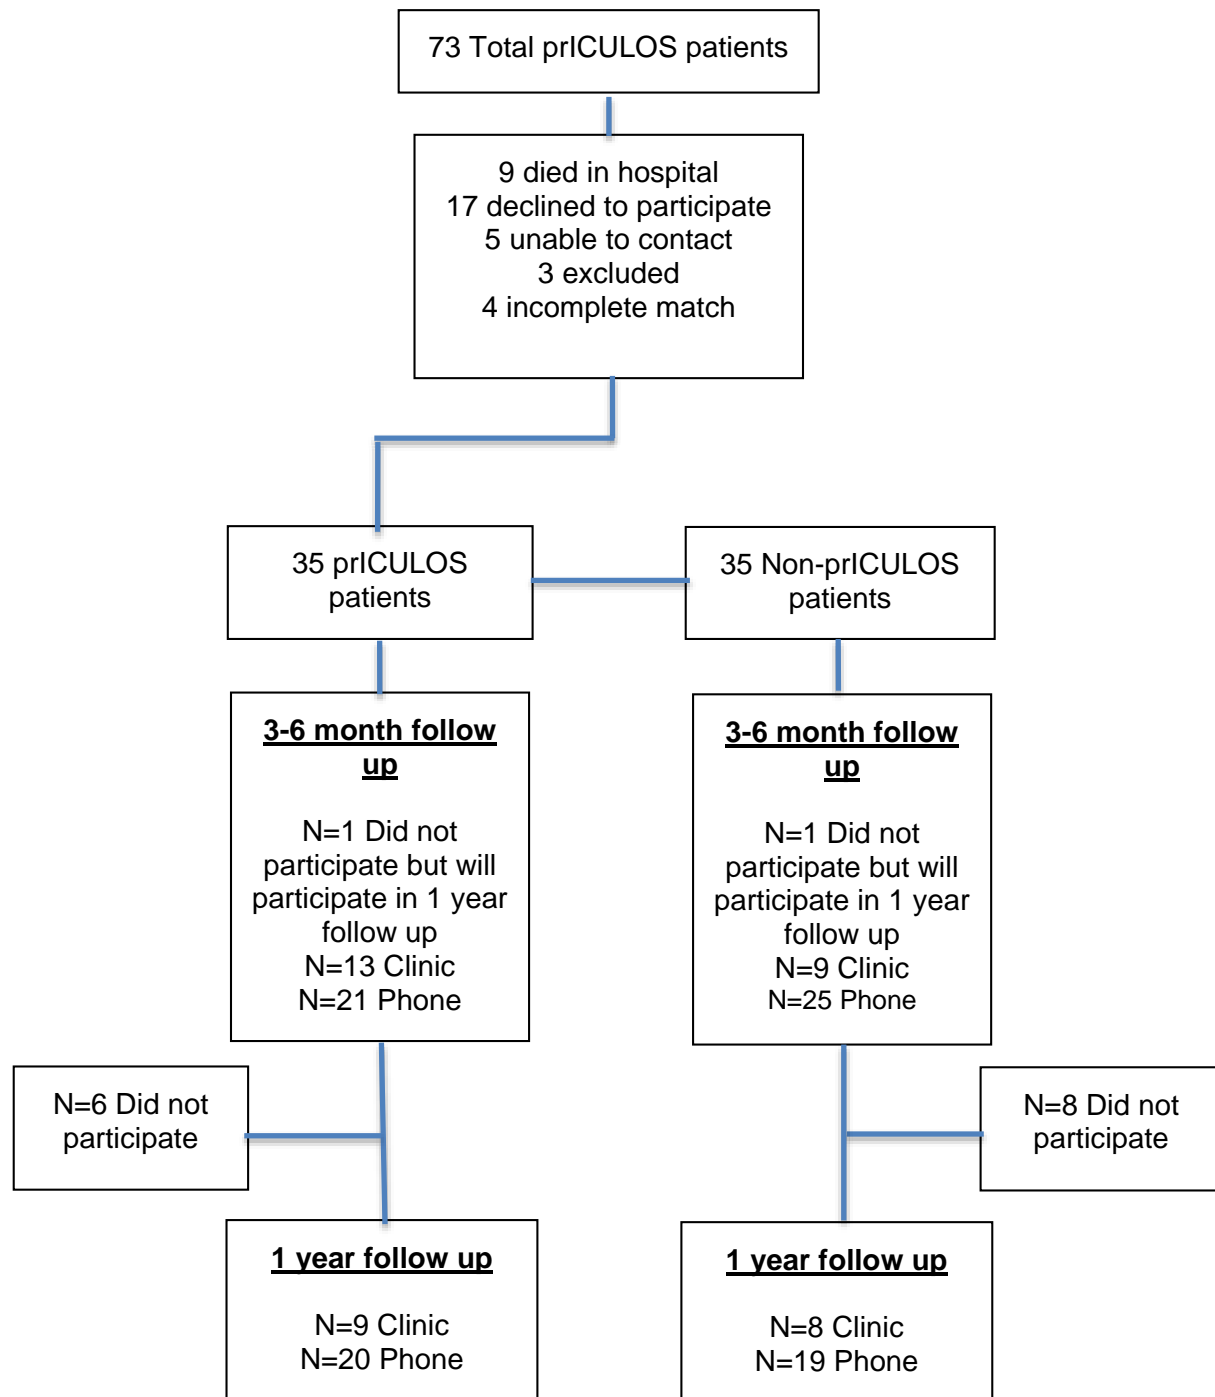 73 Total prICULOS patients
9 died in hospital
17 declined to participate
5 unable to contact
3 excluded
4 incomplete match
35 prICULOS
patients
35 Non-prICULOS
patients
3-6 month follow
up
N=1 Did not
participate but will
participate in 1 year
follow up
N=13 Clinic
N=21 Phone
3-6 month follow
up
N=1 Did not
participate but will
participate in 1 year
follow up
N=9 Clinic
N=25 Phone
N=6 Did not
participate
N=8 Did not
participate
1 year follow up
N=9 Clinic
N=20 Phone
1 year follow up
N=8 Clinic
N=19 Phone